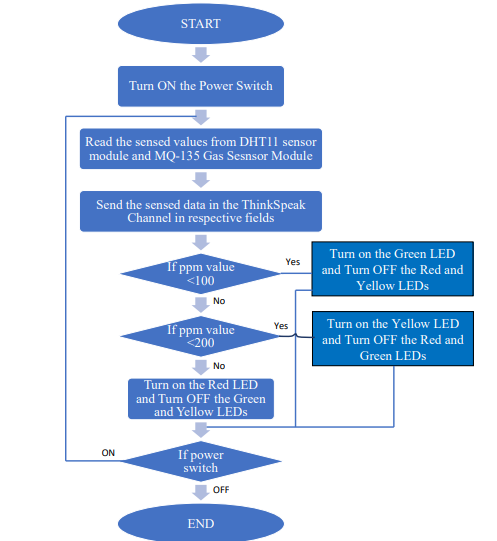 START
Turn ON the Power Switch
Read the sensed values from DHT11 sensor
module and MQ-135 Gas Sesnsor Module
Send the sensed data in the ThinkSpeak
Channel in respective fields
If ppm value
<100
Yes
Turn on the Green LED
and Turn OFF the Red and
Yellow LEDs
No
If ppm value
<200
Yes
Turn on the Yellow LED
and Turn OFF the Red and
Green LEDs
No
Turn on the Red LED
and Turn OFF the Green
and Yellow LEDs
If power
switch
ON
OFF
END